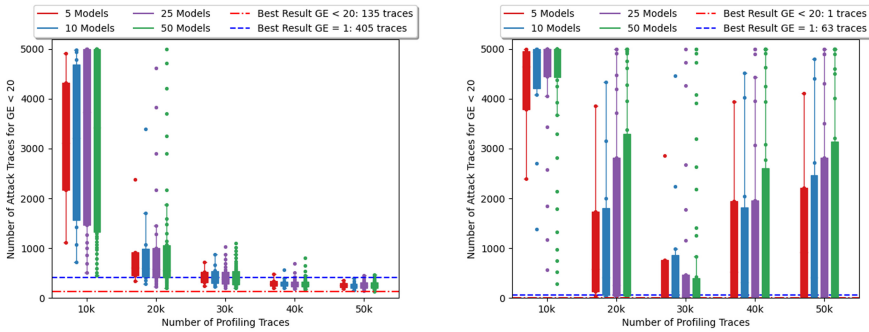 5 Models
10 Models
25 Models
50 Models
Best Result GE < 20: 135 traces
Best Result GE = 1: 405 traces
Number of Attack Traces for GE < 20
5000
4000
3000
2000
1000
0
10k 20k 30k 40k 50k
Number of Profiling Traces
5 Models
10 Models
25 Models
50 Models
Best Result GE < 20: 1 traces
Best Result GE = 1: 63 traces
Number of Attack Traces for GE < 20
5000
4000
3000
2000
1000
0
10k 20k 30k 40k 50k
Number of Profiling Traces